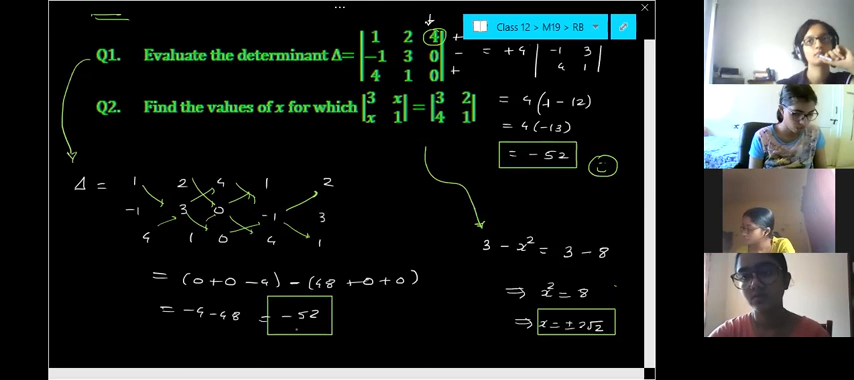 Class 12 > M19 > RB
Q1. Evaluate the determinant Δ= | 1 2 4 |
| −1 3 0 |
| 4 1 0 |
+
-
+
= +4 | -1 3 |
| 4 1 |
= 4(-1-12)
= 4(-13)
= -52
Q2. Find the values of x for which |3 x| = |3 2|
|x 1| |4 1|
Δ = 1 2 4 1 2
-1 3 0 -1 3
4 1 0 4 1
= (0+0-4) - (48+0+0)
= -4-48 = -52
3 - x² = 3 - 8
⇒ x² = 8
⇒ x = ±2√2